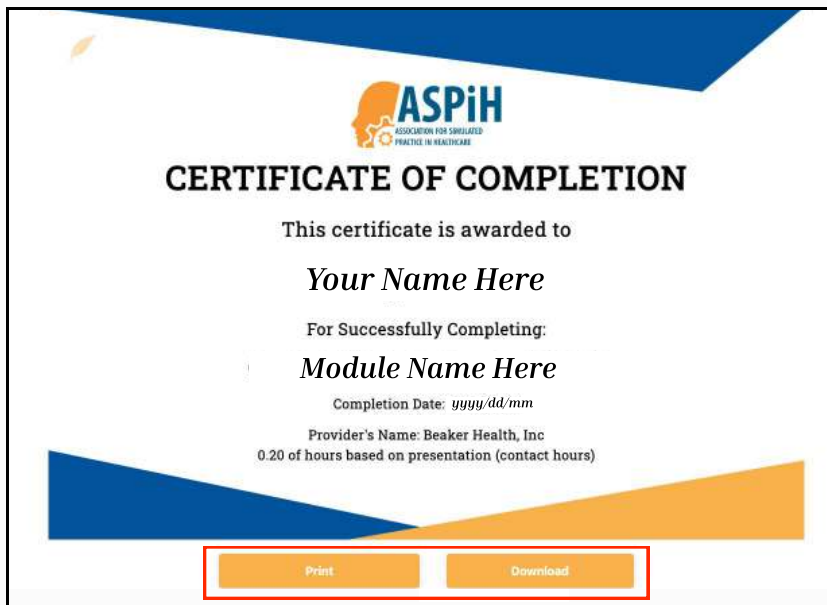 ASPiH
ASSOCIATION FOR SIMULATED
PRACTICE IN HEALTHCARE
CERTIFICATE OF COMPLETION
This certificate is awarded to
Your Name Here
For Successfully Completing:
Module Name Here
Completion Date: yyyy/dd/mm
Provider's Name: Beaker Health, Inc
0.20 of hours based on presentation (contact hours)
Print Download